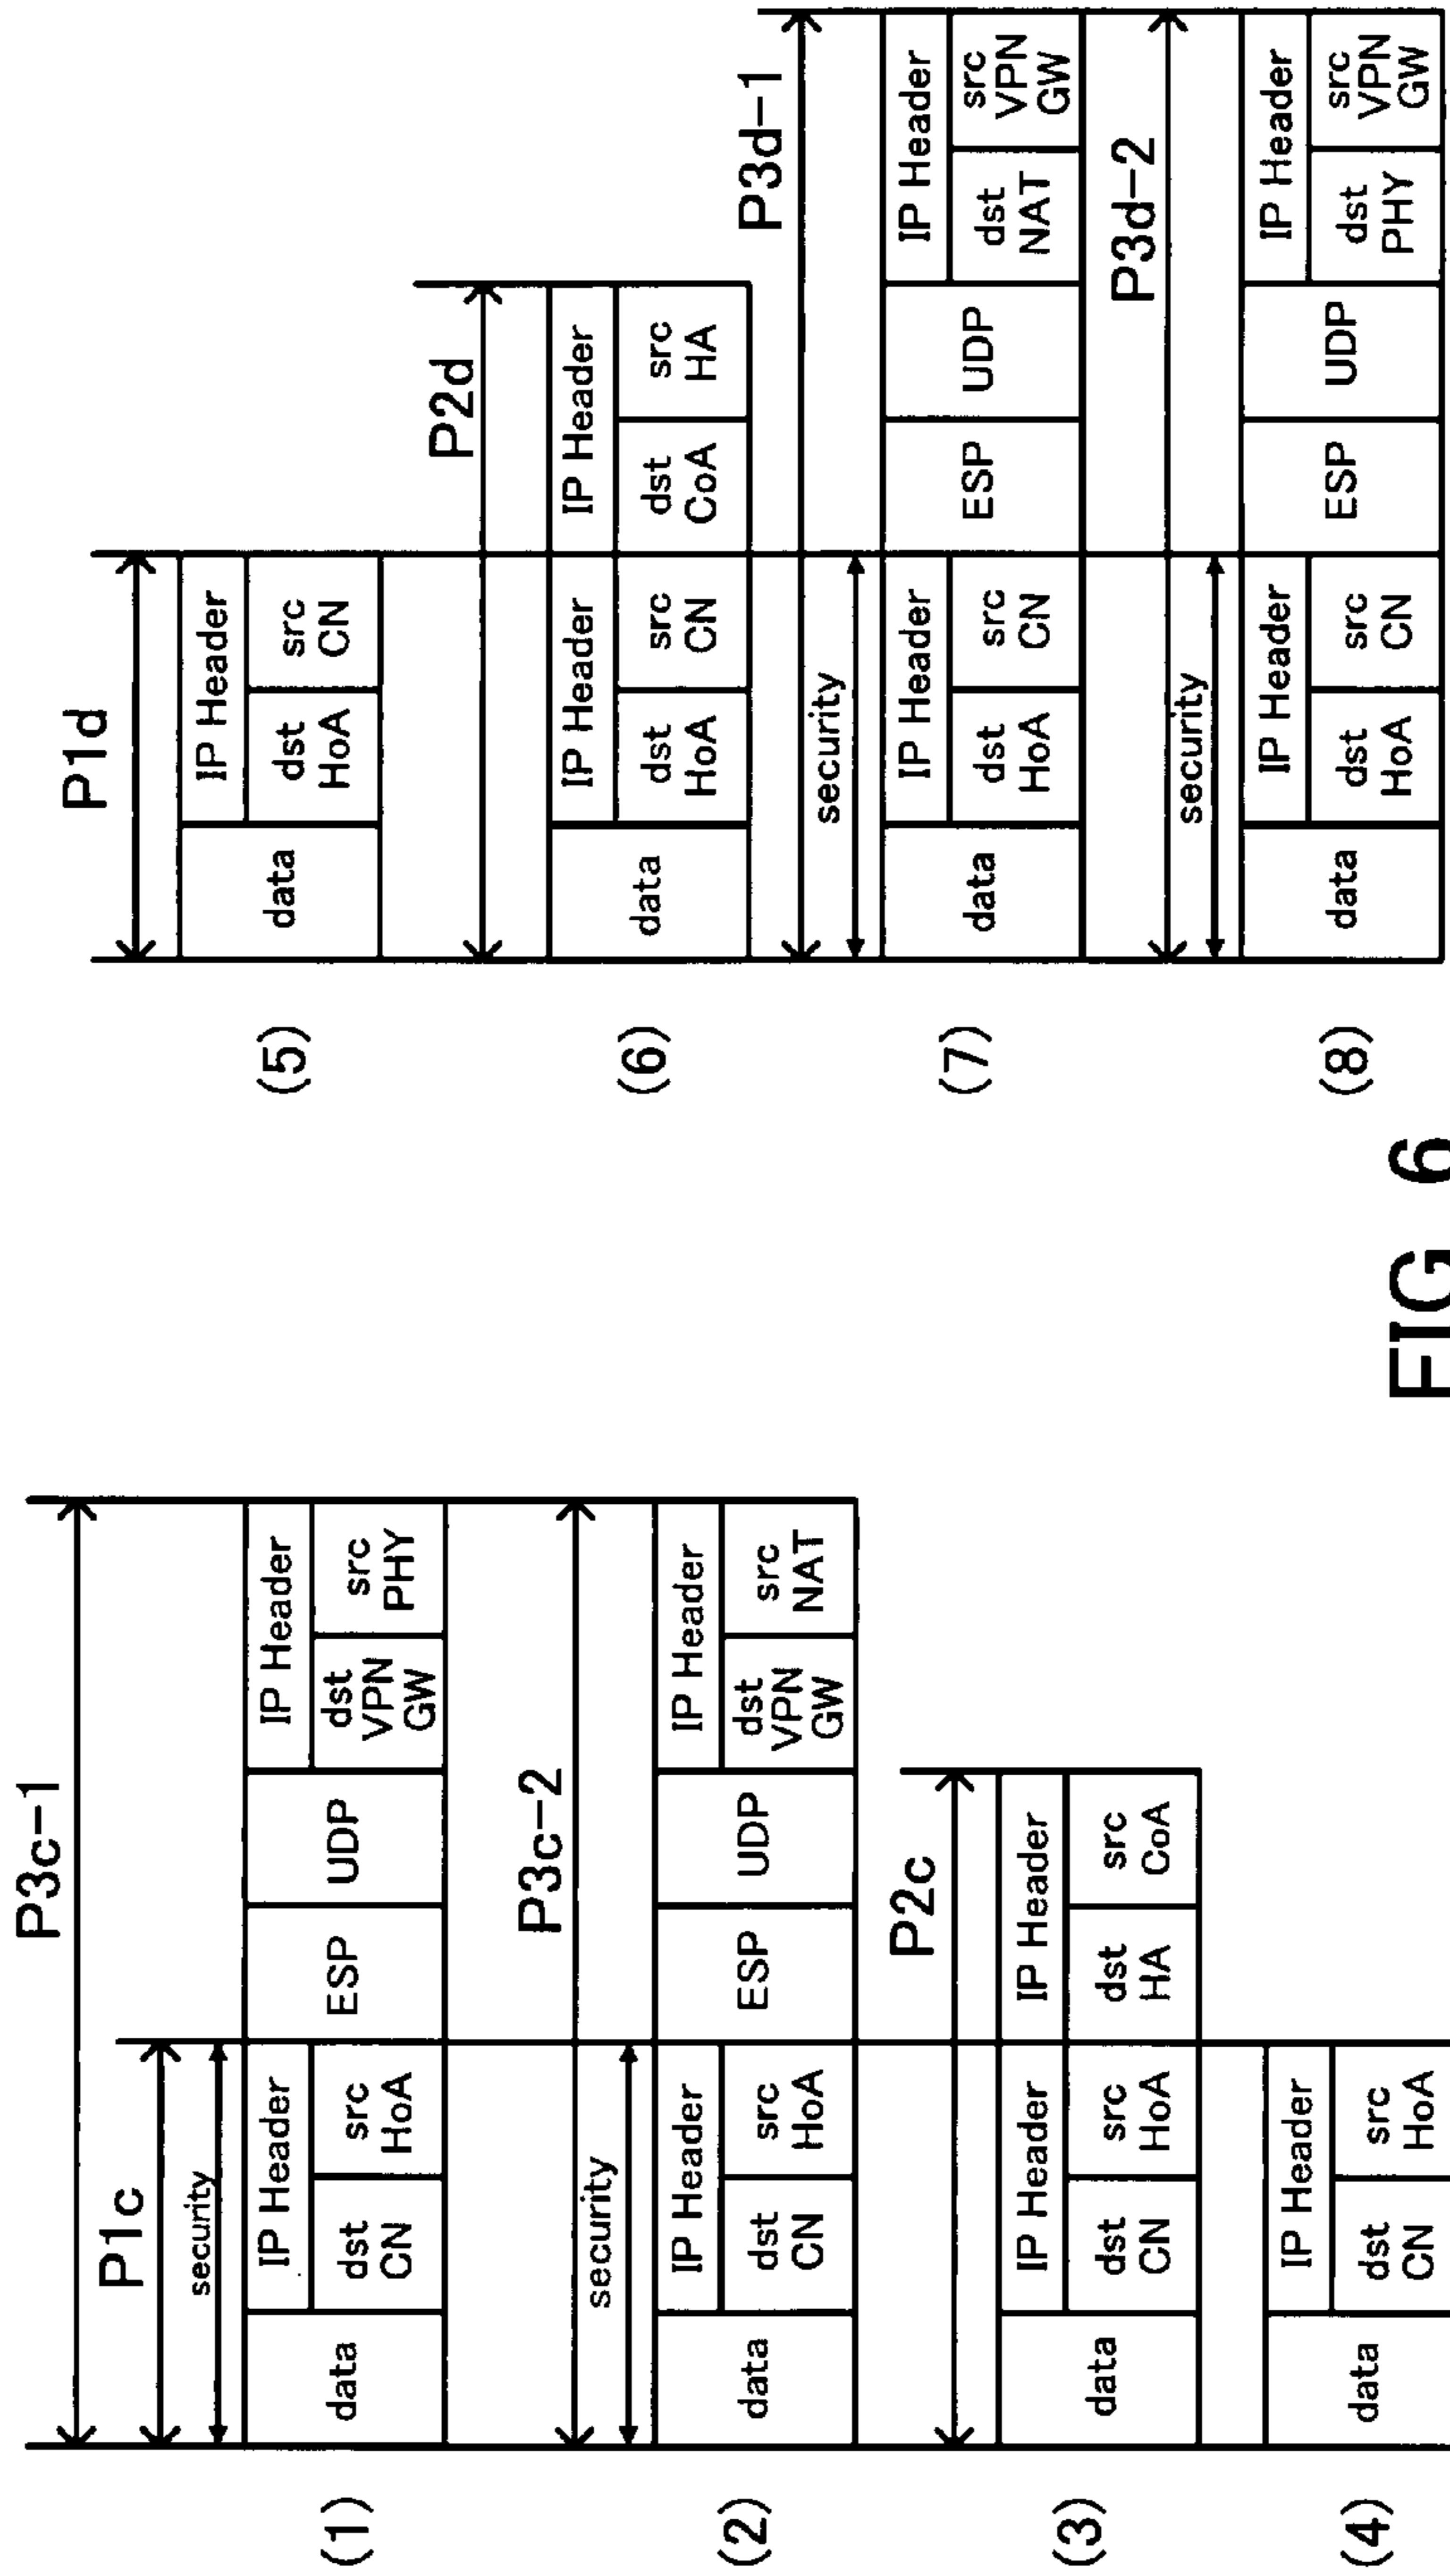 P3c-1
P1c
security
(1)
data
IP Header
dst
CN
src
HoA
ESP
UDP
IP Header
dst
VPN
GW
src
PHY
P3c-2
security
(2)
data
IP Header
dst
CN
src
HoA
ESP
UDP
IP Header
dst
VPN
GW
src
NAT
P2c
(3)
data
IP Header
dst
CN
src
HoA
IP Header
dst
HA
src
CoA
(4)
data
IP Header
dst
CN
src
HoA
P1d
(5)
data
IP Header
dst
HoA
src
CN
P2d
(6)
data
IP Header
dst
HoA
src
CN
IP Header
dst
CoA
src
HA
P3d-1
security
(7)
data
IP Header
dst
HoA
src
CN
ESP
UDP
IP Header
dst
NAT
src
VPN
GW
P3d-2
security
(8)
data
IP Header
dst
HoA
src
CN
ESP
UDP
IP Header
dst
PHY
src
VPN
GW
FIG 6